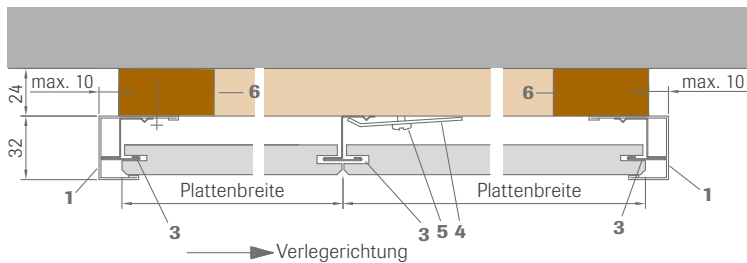 max. 10
max. 10
24
6
6
32
1
Plattenbreite
Plattenbreite
1
3
3 5 4
3
Verlegerichtung